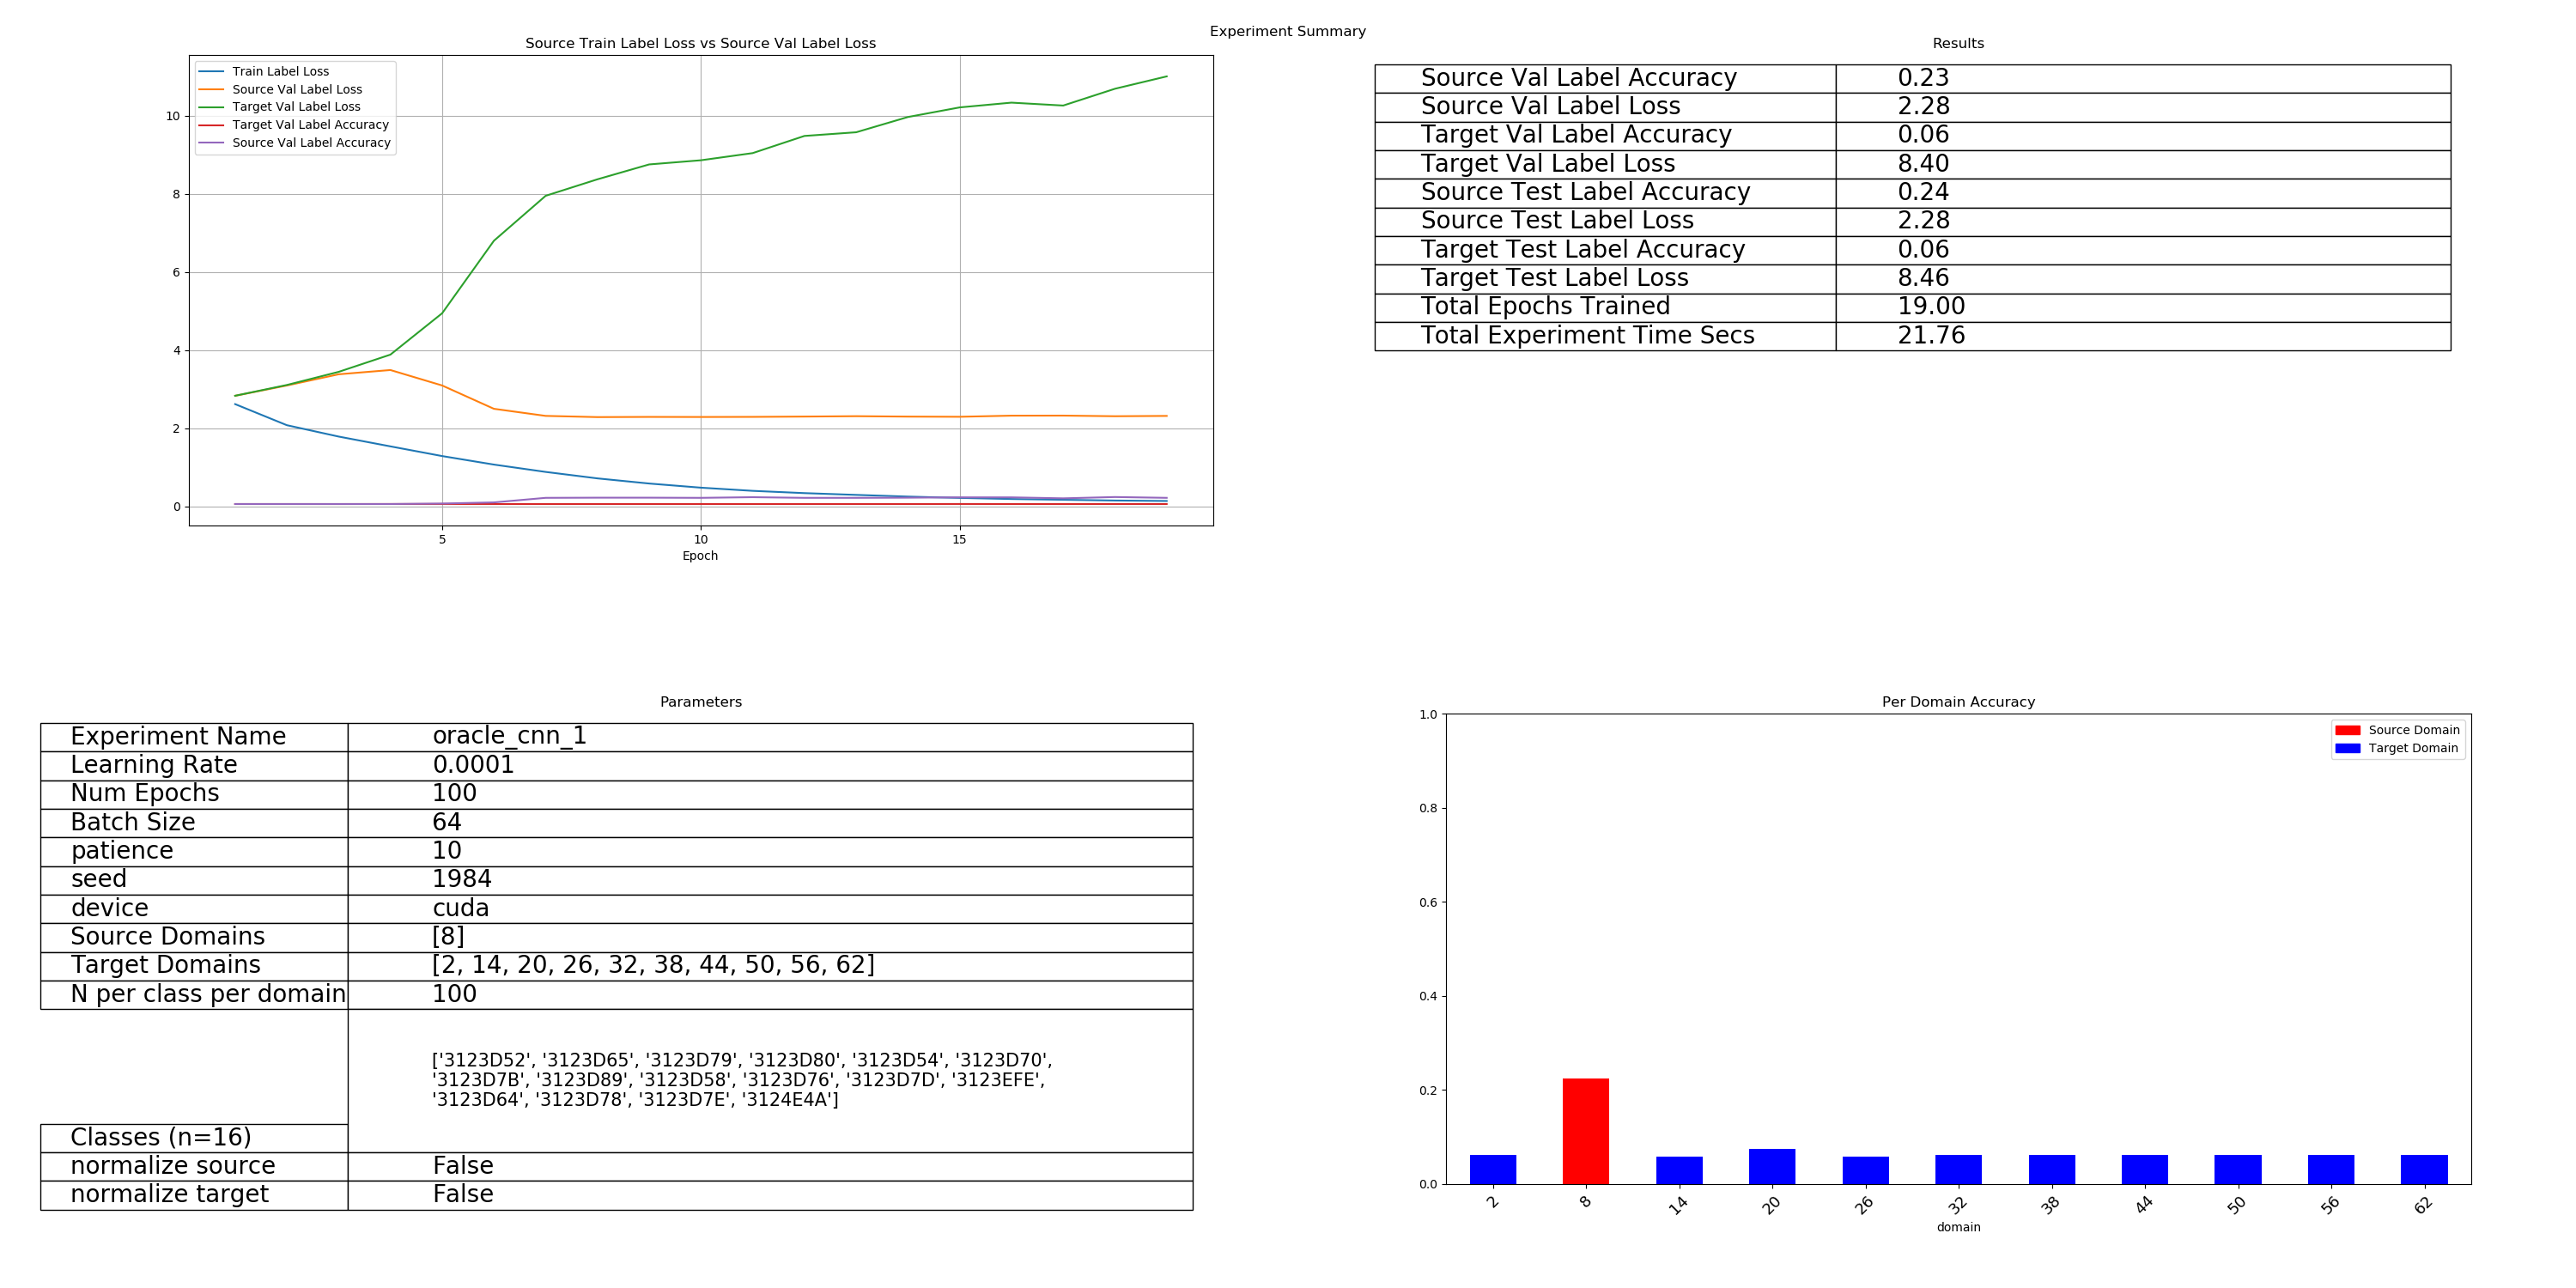 Experiment Summary
Source Train Label Loss vs Source Val Label Loss
Train Label Loss
Source Val Label Loss
Target Val Label Loss
Target Val Label Accuracy
Source Val Label Accuracy
10
8
6
4
2
0
5 10 15
Epoch
Results
Source Val Label Accuracy 0.23
Source Val Label Loss 2.28
Target Val Label Accuracy 0.06
Target Val Label Loss 8.40
Source Test Label Accuracy 0.24
Source Test Label Loss 2.28
Target Test Label Accuracy 0.06
Target Test Label Loss 8.46
Total Epochs Trained 19.00
Total Experiment Time Secs 21.76
Parameters
Experiment Name oracle_cnn_1
Learning Rate 0.0001
Num Epochs 100
Batch Size 64
patience 10
seed 1984
device cuda
Source Domains [8]
Target Domains [2, 14, 20, 26, 32, 38, 44, 50, 56, 62]
N per class per domain 100
['3123D52', '3123D65', '3123D79', '3123D80', '3123D54', '3123D70',
'3123D7B', '3123D89', '3123D58', '3123D76', '3123D7D', '3123EFE',
'3123D64', '3123D78', '3123D7E', '3124E4A']
Classes (n=16)
normalize source False
normalize target False
Per Domain Accuracy
Source Domain
Target Domain
1.0
0.8
0.6
0.4
0.2
0.0
2 8 14 20 26 32 38 44 50 56 62
domain